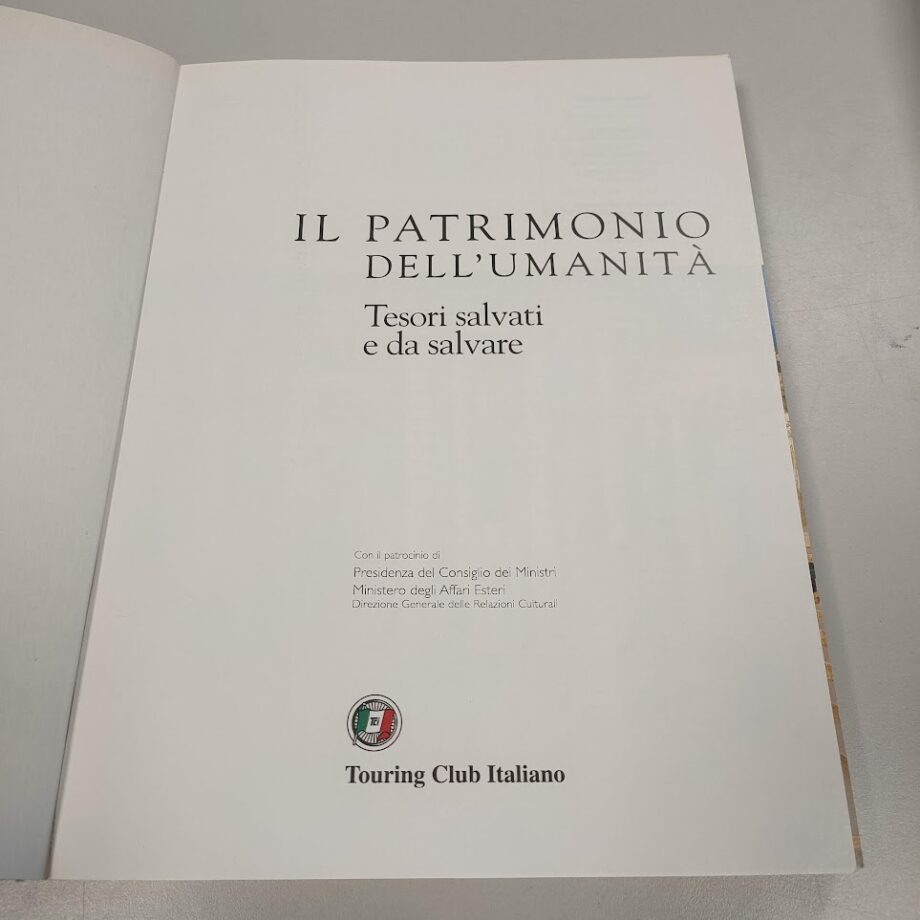 IL PATRIMONIO
DELL'UMANITÀ
Tesori salvati
e da salvare
Con il patrocinio di
Presidenza del Consiglio dei Ministri
Ministero degli Affari Esteri
Direzione Generale delle Relazioni Culturali
TCI
Touring Club Italiano